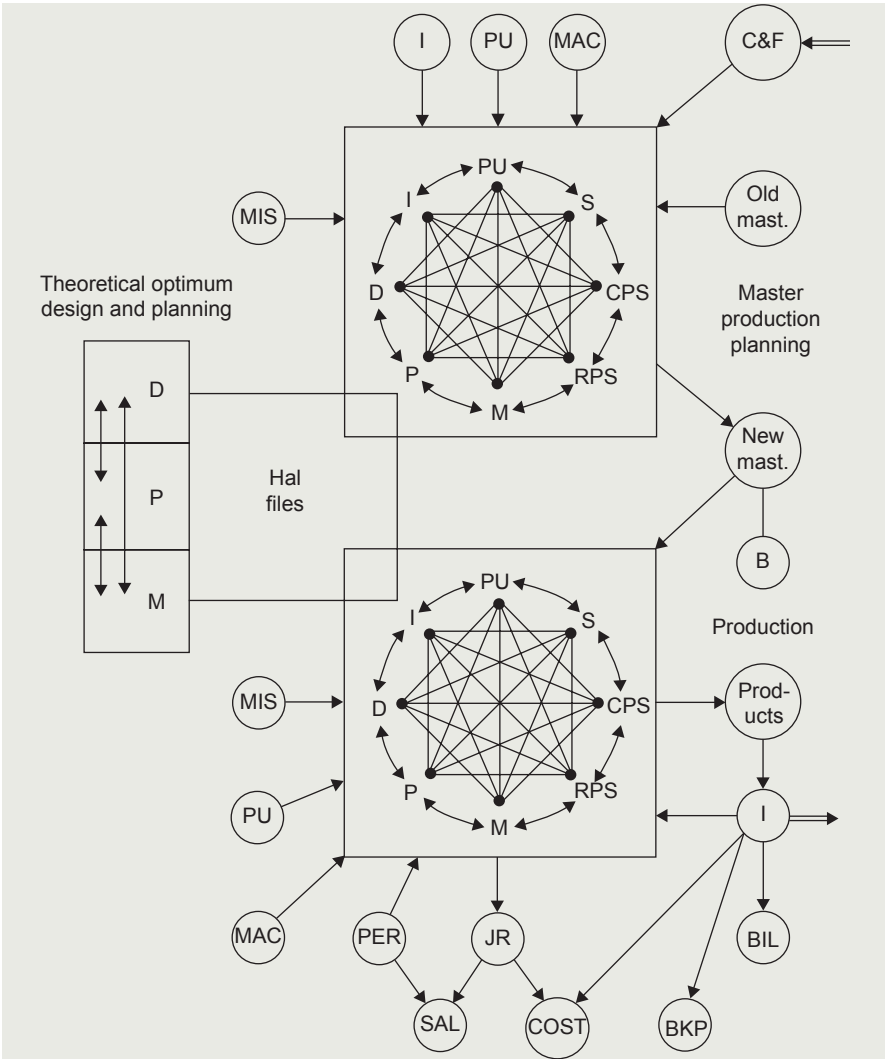 I
PU
MAC
C&F
PU
I
S
MIS
Old
mast.
D
CPS
Theoretical optimum
design and planning
Master
production
planning
P
RPS
M
D
New
mast.
Hal
files
P
B
M
PU
I
S
Production
MIS
D
CPS
Prod-
ucts
P
RPS
PU
M
I
MAC
PER
JR
BIL
SAL
COST
BKP